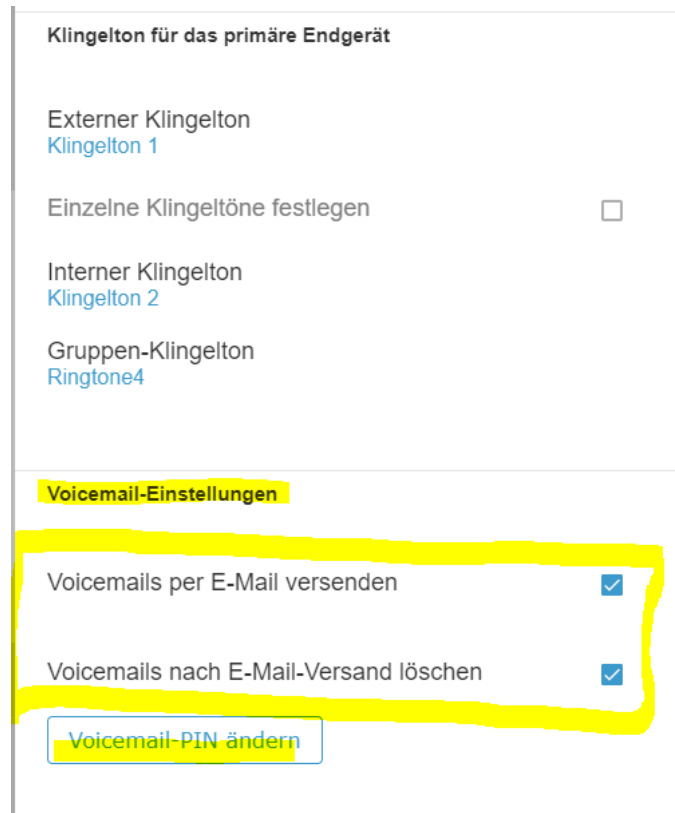 Klingelton für das primäre Endgerät
Externer Klingelton
Klingelton 1
Einzelne Klingeltöne festlegen
Interner Klingelton
Klingelton 2
Gruppen-Klingelton
Ringtone4
Voicemail-Einstellungen
Voicemails per E-Mail versenden
Voicemails nach E-Mail-Versand löschen
Voicemail-PIN ändern